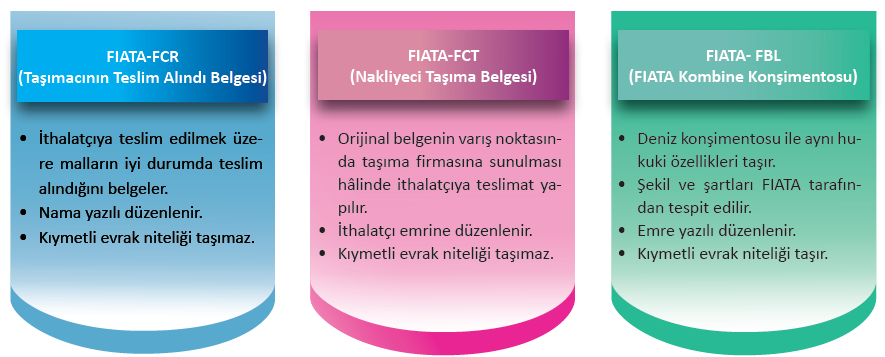 FIATA-FCR
(Taşımacının Teslim Alındı Belgesi)
• İthalatçıya teslim edilmek üze-
re malların iyi durumda teslim
alındığını belgeler.
• Nama yazılı düzenlenir.
• Kıymetli evrak niteliği taşımaz.
FIATA-FCT
(Nakliyeci Taşıma Belgesi)
• Orijinal belgenin varış noktasın-
da taşıma firmasına sunulması
hâlinde ithalatçıya teslimat ya-
pılır.
• İthalatçı emrine düzenlenir.
• Kıymetli evrak niteliği taşımaz.
FIATA- FBL
(FIATA Kombine Konşimentosu)
• Deniz konşimentosu ile aynı hu-
kuki özellikleri taşır.
• Şekil ve şartları FIATA tarafın-
dan tespit edilir.
• Emre yazılı düzenlenir.
• Kıymetli evrak niteliği taşır.